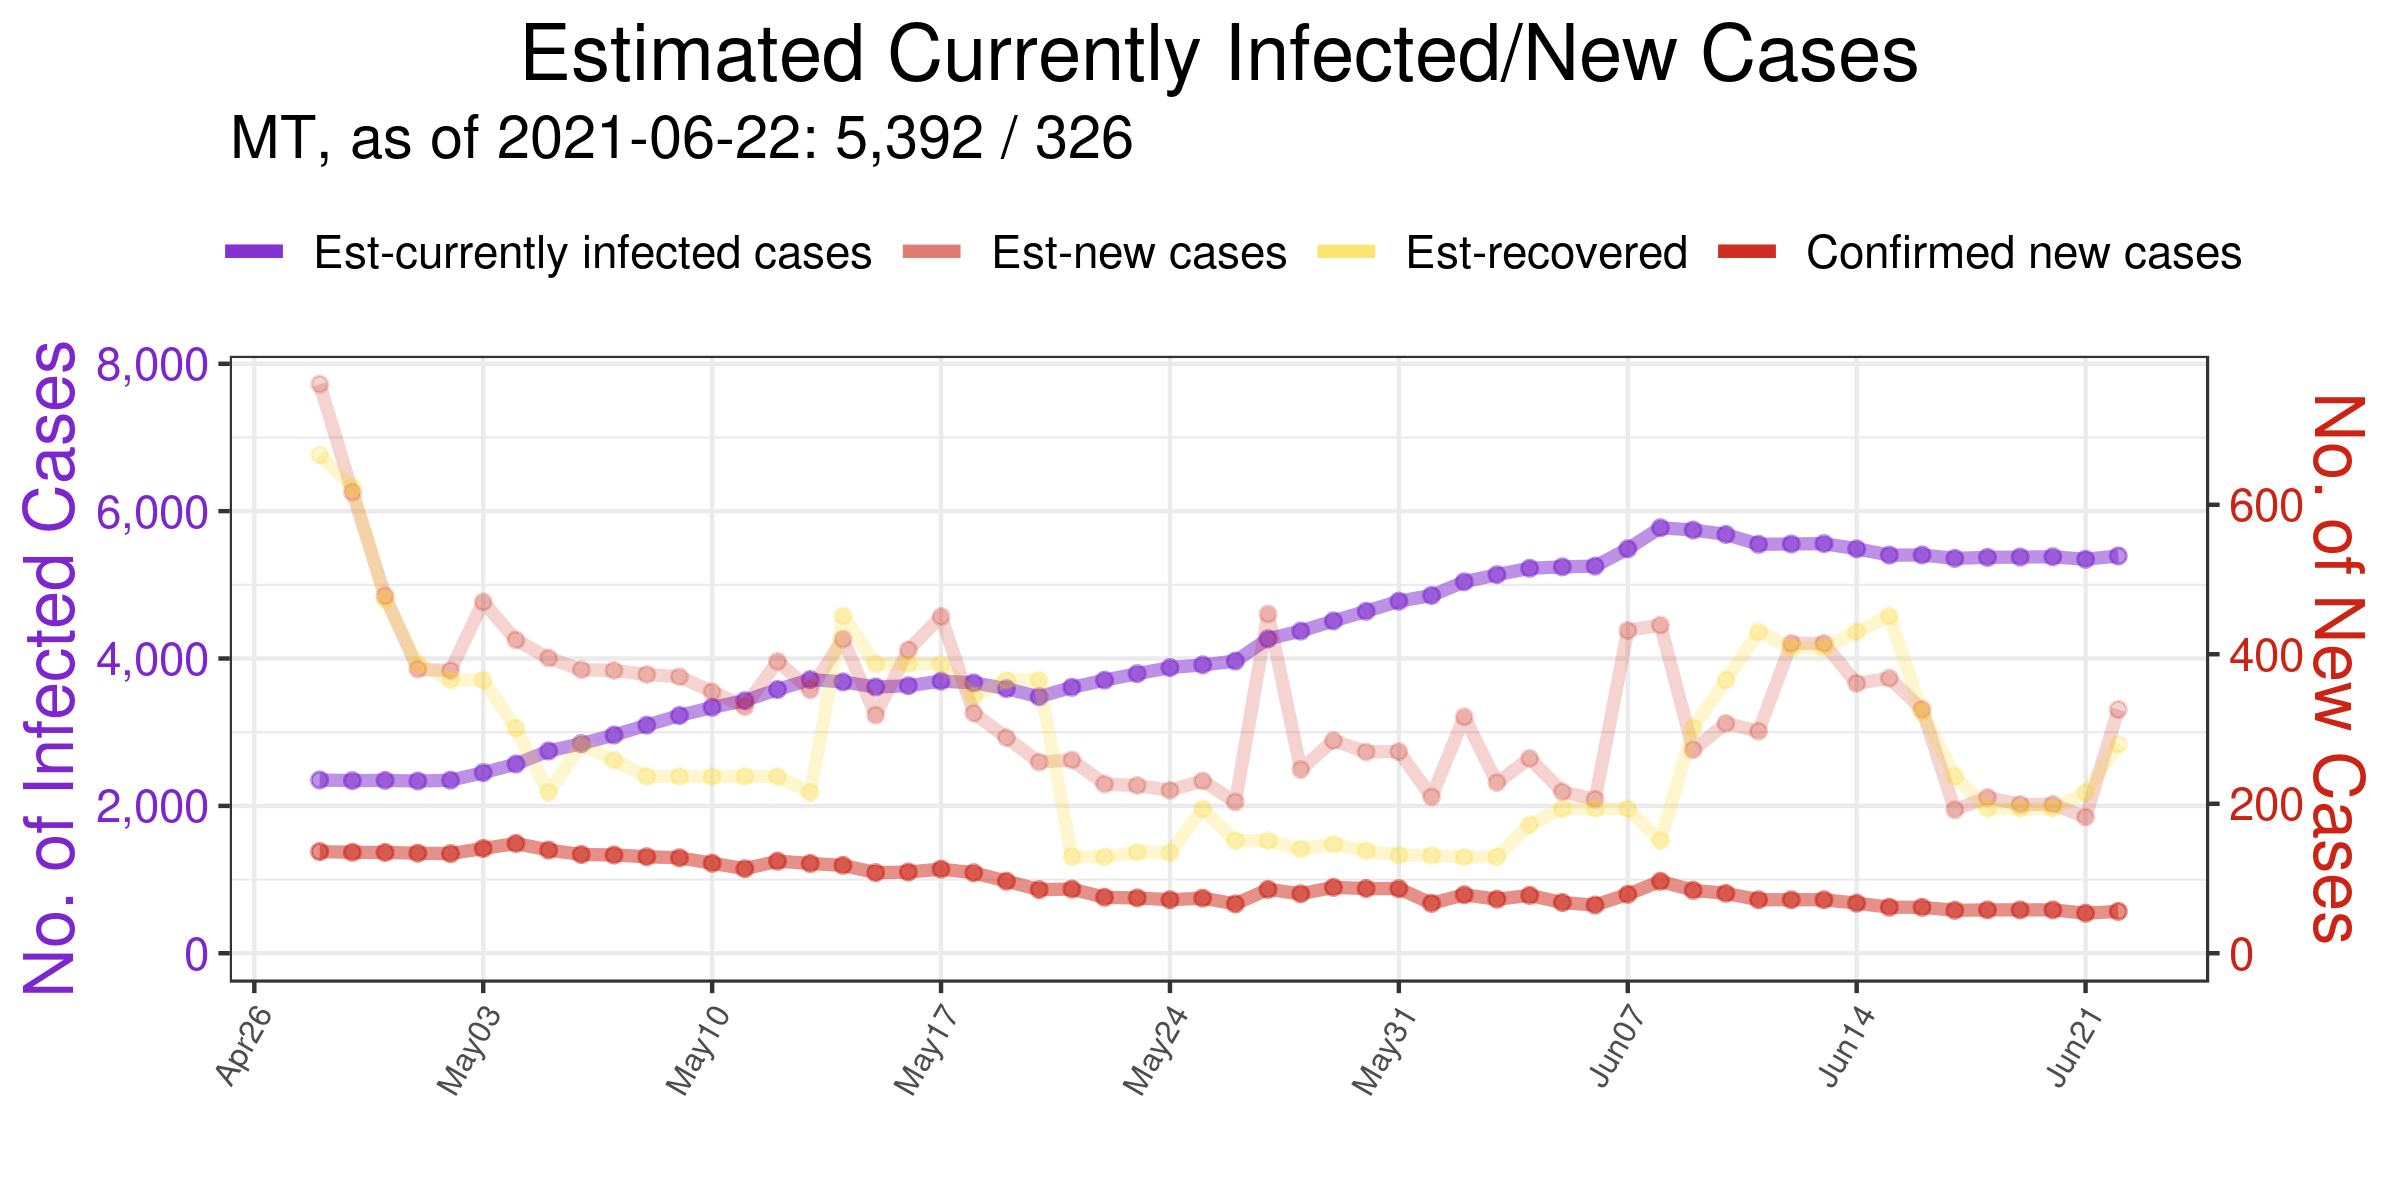 Estimated Currently Infected/New Cases
MT, as of 2021-06-22: 5,392 / 326
Est-currently infected cases Est-new cases Est-recovered Confirmed new cases
No. of Infected Cases
8,000
6,000
4,000
2,000
0
No. of New Cases
600
400
200
0
Apr26 May03 May10 May17 May24 May31 Jun07 Jun14 Jun21